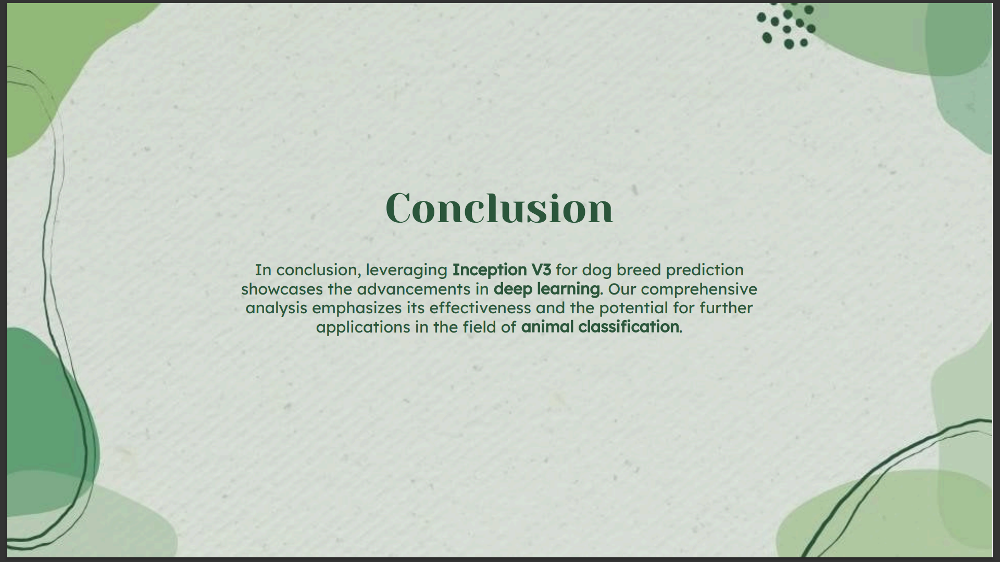 Conclusion
In conclusion, leveraging Inception V3 for dog breed prediction
showcases the advancements in deep learning. Our comprehensive
analysis emphasizes its effectiveness and the potential for further
applications in the field of animal classification.